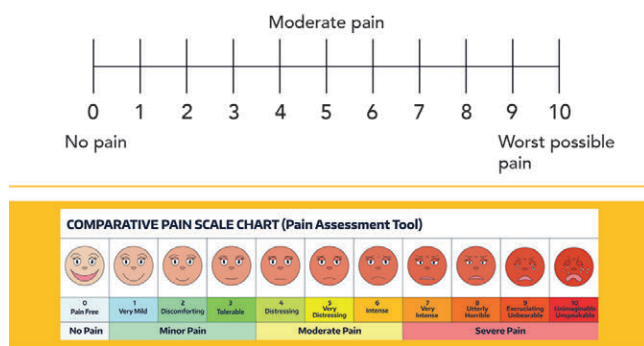 Moderate pain
0 1 2 3 4 5 6 7 8 9 10
No pain Worst possible
pain
COMPARATIVE PAIN SCALE CHART (Pain Assessment Tool)
0 1 2 3 4 5 6 7 8 9 10
Pain Free Very Mild Discomforting Tolerable Distressing Very Distressing Intense Very Intense Utterly Horrible Excruciating Unbearable Unimaginable Unspeakable
No Pain Minor Pain Moderate Pain Severe Pain